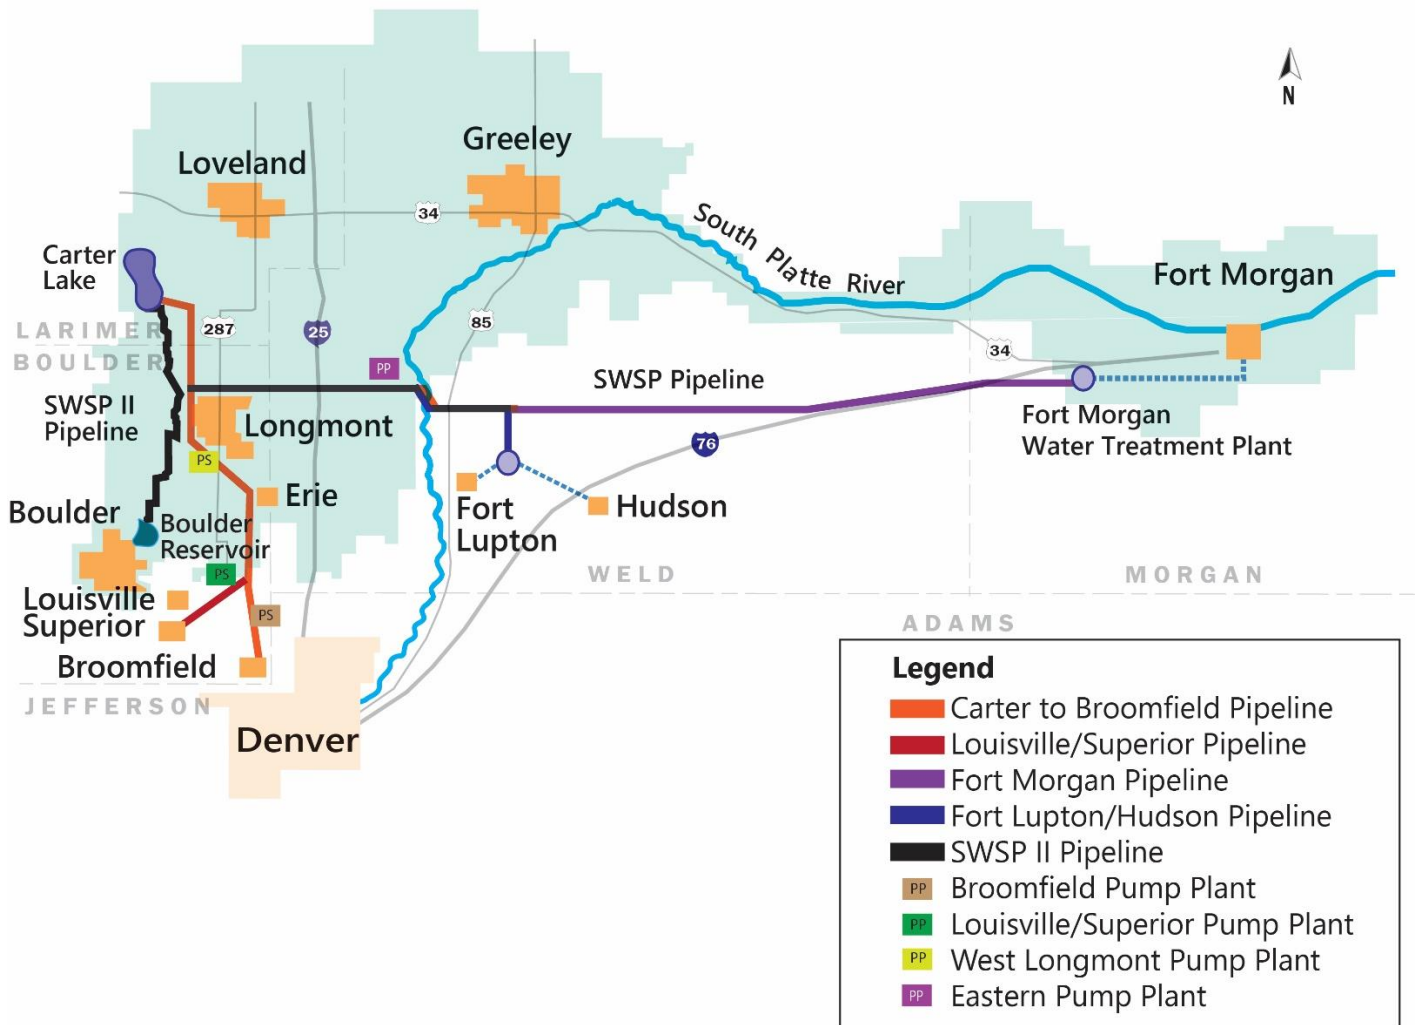 N
Greeley
Loveland
34
South Platte River
Carter
Lake
Fort Morgan
LARIMER
BOULDER
287
25
85
34
PP
SWSP Pipeline
SWSP II
Pipeline
Longmont
Fort Morgan
Water Treatment Plant
76
PS
Erie
Fort
Lupton
Hudson
Boulder
Boulder
Reservoir
PS
WELD
MORGAN
Louisville
Superior
PS
ADAMS
Broomfield
JEFFERSON
Denver
Legend
Carter to Broomfield Pipeline
Louisville/Superior Pipeline
Fort Morgan Pipeline
Fort Lupton/Hudson Pipeline
SWSP II Pipeline
PP Broomfield Pump Plant
PP Louisville/Superior Pump Plant
PP West Longmont Pump Plant
PP Eastern Pump Plant